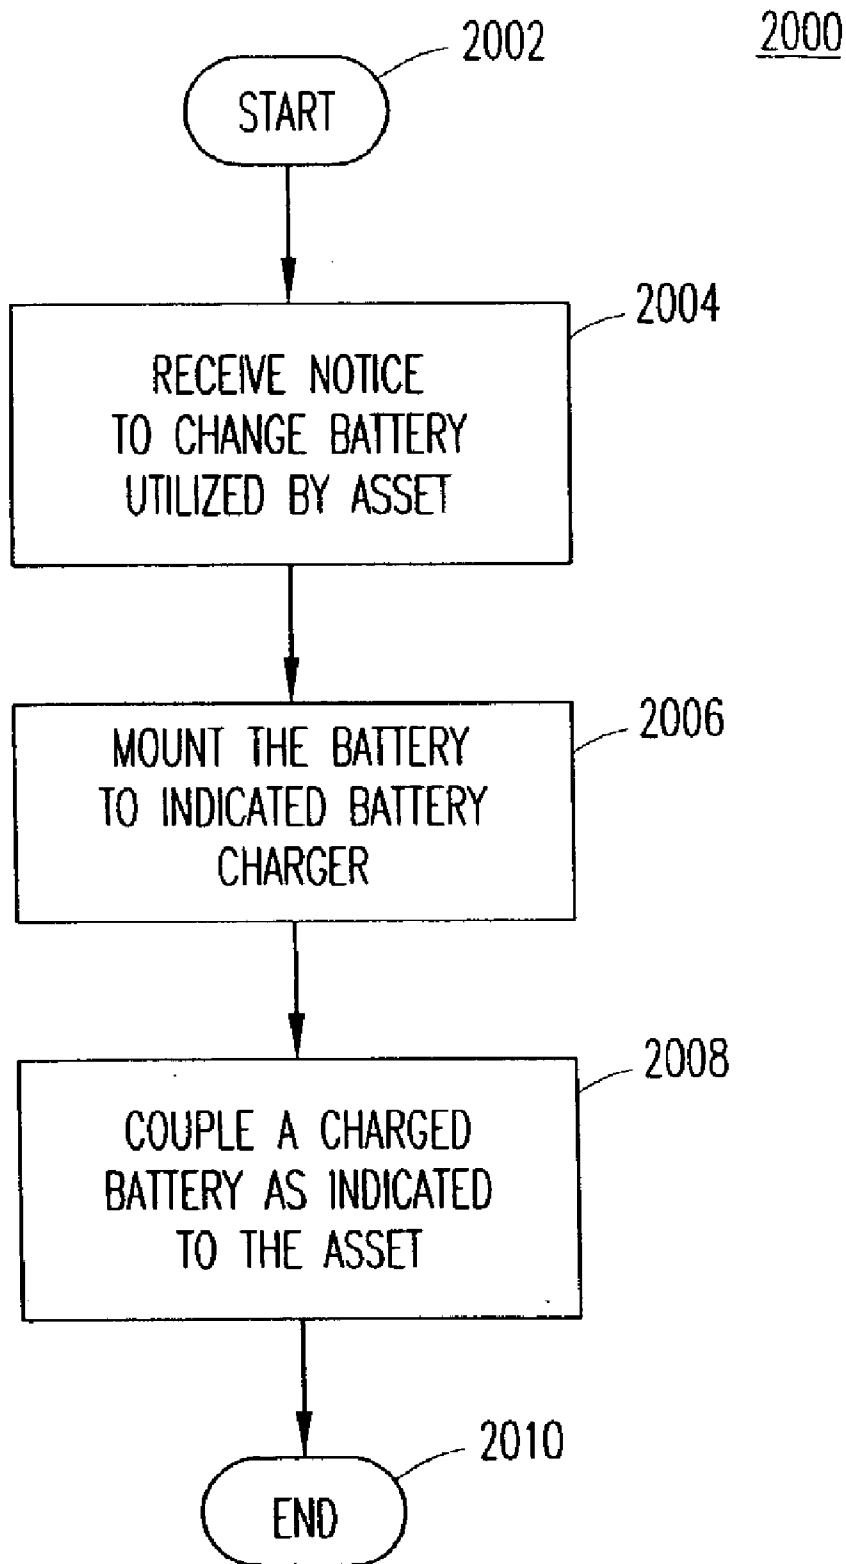 2000
2002
START
2004
RECEIVE NOTICE
TO CHANGE BATTERY
UTILIZED BY ASSET
2006
MOUNT THE BATTERY
TO INDICATED BATTERY
CHARGER
2008
COUPLE A CHARGED
BATTERY AS INDICATED
TO THE ASSET
2010
END